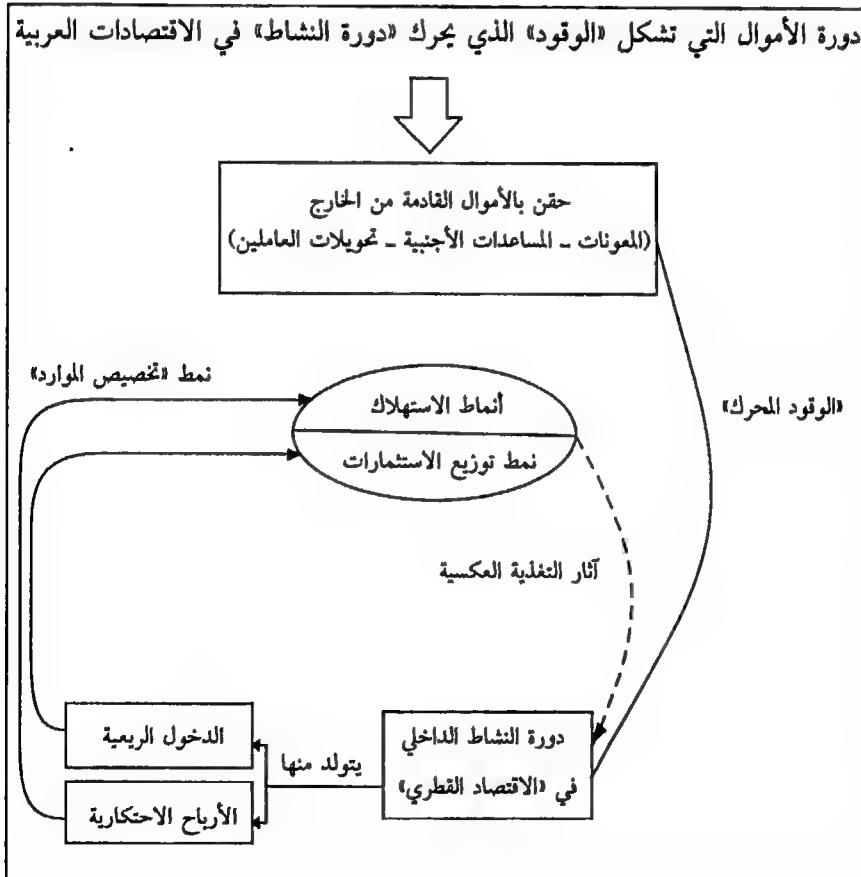 دورة الأموال التي تشكل «الوقود» الذي يحرك «دورة النشاط» في الاقتصادات العربية
حقن بالأموال القادمة من الخارج
(المعونات ـ المساعدات الأجنبية ـ تحويلات العاملين)
نمط «تخصيص الموارد»
أنماط الاستهلاك
«الوقود المحرك»
نمط توزيع الاستثمارات
آثار التغذية العكسية
دورة النشاط الداخلي
الدخول الريعية
يتولد منها
في «الاقتصاد القطري»
الأرباح الاحتكارية